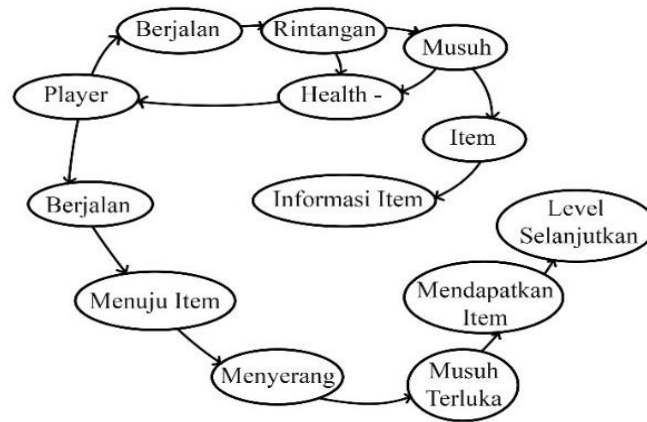 Berjalan
Rintangan
Musuh
Player
Health -
Item
Berjalan
Informasi Item
Level
Selanjutkan
Menuju Item
Mendapatkan
Item
Menyerang
Musuh
Terluka